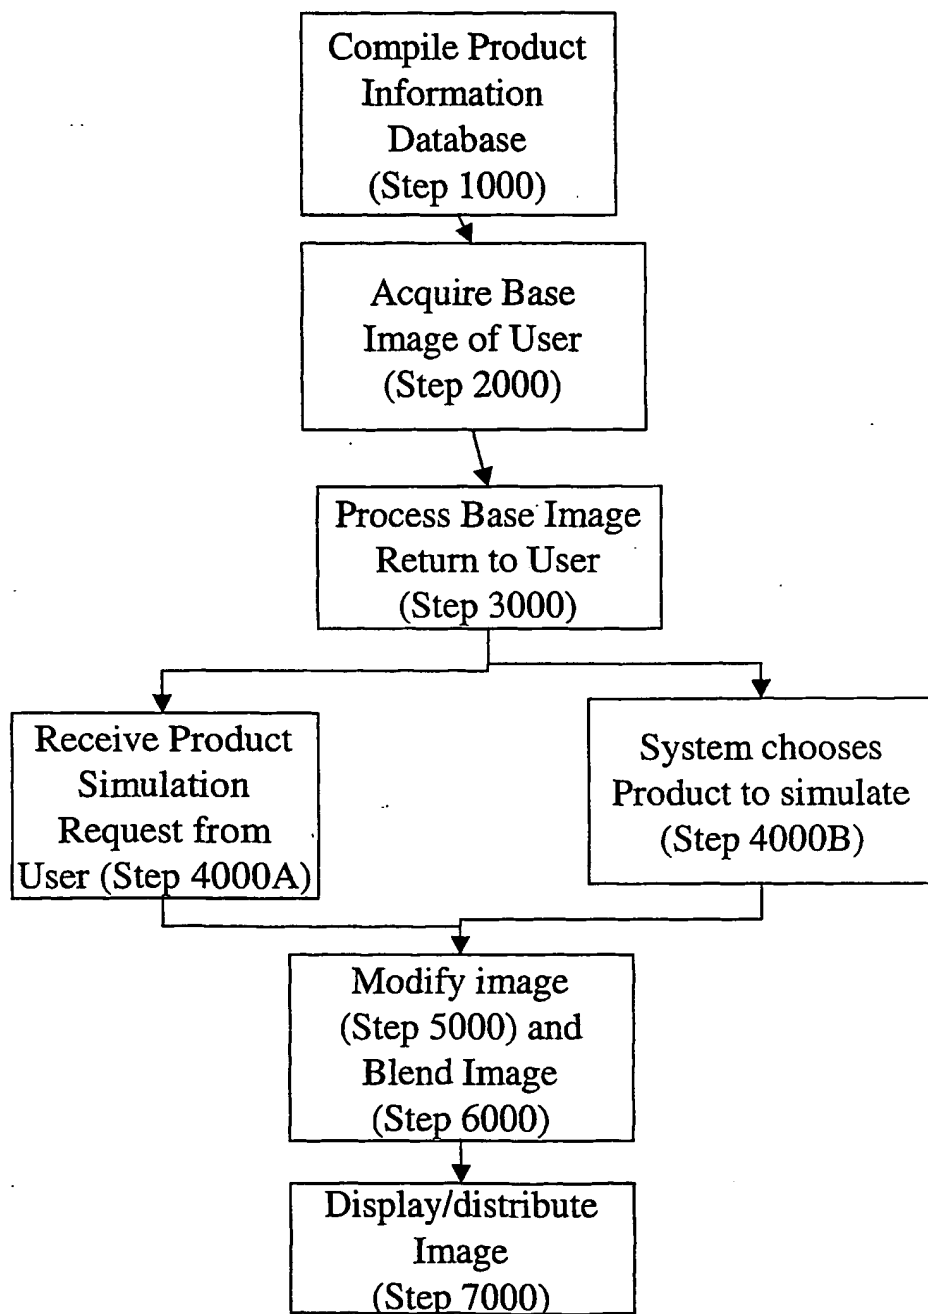 Compile Product
Information
Database
(Step 1000)
Acquire Base
Image of User
(Step 2000)
Process Base Image
Return to User
(Step 3000)
Receive Product
Simulation
Request from
User (Step 4000A)
System chooses
Product to simulate
(Step 4000B)
Modify image
(Step 5000) and
Blend Image
(Step 6000)
Display/distribute
Image
(Step 7000)